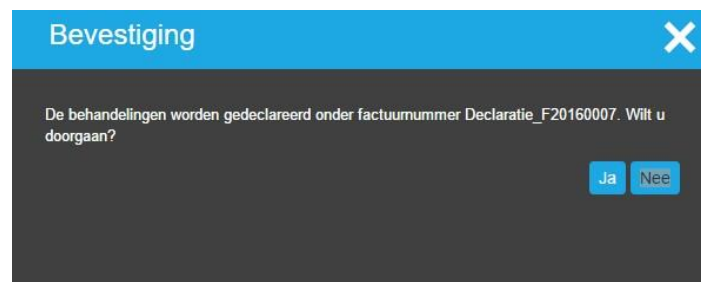 Bevestiging
De behandelingen worden gedeclareerd onder factuurnummer Declaratie_F20160007. Wilt u
doorgaan?
Ja Nee